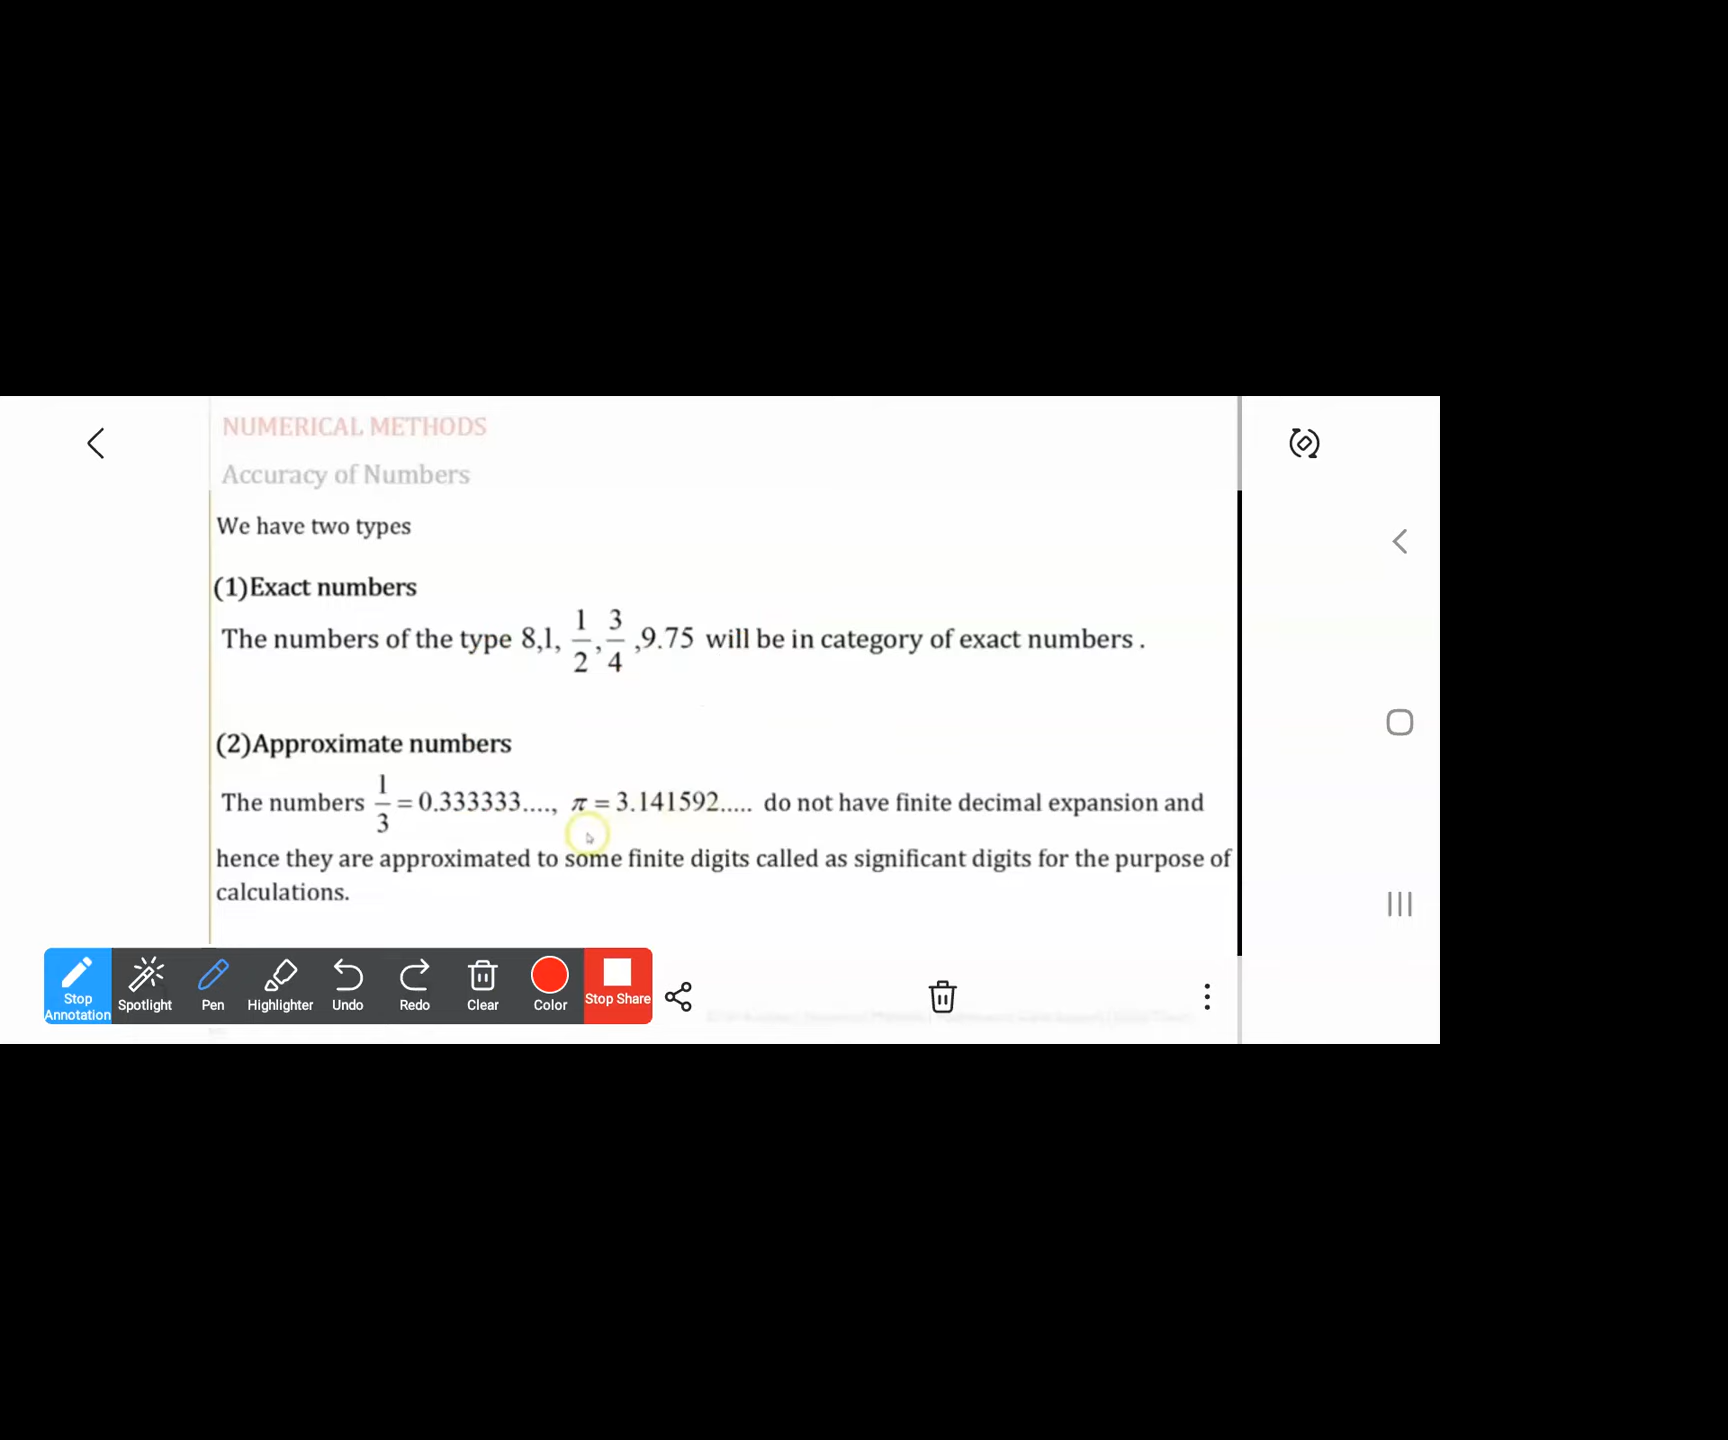 NUMERICAL METHODS
Accuracy of Numbers
We have two types
(1)Exact numbers
The numbers of the type 8,1, 1/2, 3/4 ,9.75 will be in category of exact numbers .
(2)Approximate numbers
The numbers 1/3 = 0.333333...., π = 3.141592..... do not have finite decimal expansion and
hence they are approximated to some finite digits called as significant digits for the purpose of
calculations.
Stop Annotation
Spotlight
Pen
Highlighter
Undo
Redo
Clear
Color
Stop Share